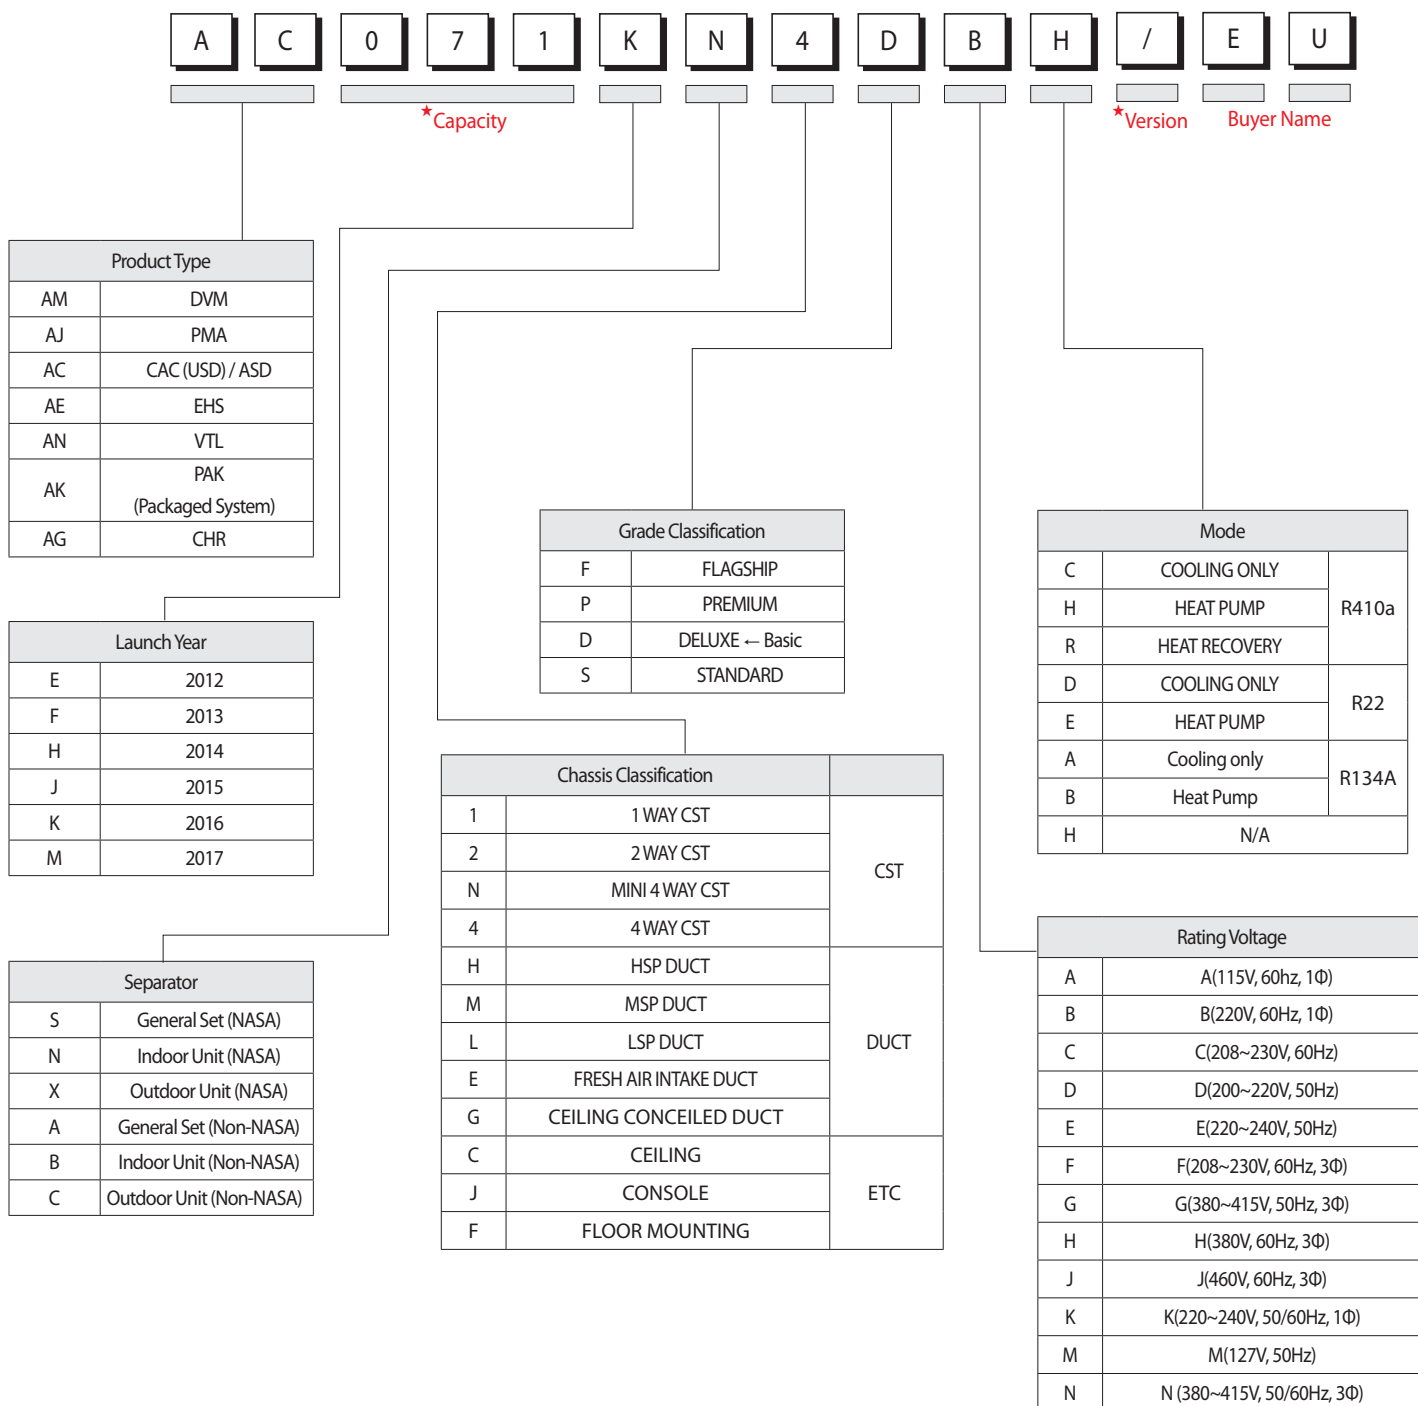 A C 0 7 1 K N 4 D B H / E U
★Capacity ★Version Buyer Name
Product Type
AM DVM
AJ PMA
AC CAC (USD) / ASD
AE EHS
AN VTL
AK PAK
(Packaged System)
AG CHR
Launch Year
E 2012
F 2013
H 2014
J 2015
K 2016
M 2017
Separator
S General Set (NASA)
N Indoor Unit (NASA)
X Outdoor Unit (NASA)
A General Set (Non-NASA)
B Indoor Unit (Non-NASA)
C Outdoor Unit (Non-NASA)
Grade Classification
F FLAGSHIP
P PREMIUM
D DELUXE ← Basic
S STANDARD
Chassis Classification
1 1 WAY CST
2 2 WAY CST
CST
N MINI 4 WAY CST
4 4 WAY CST
H HSP DUCT
M MSP DUCT
L LSP DUCT DUCT
E FRESH AIR INTAKE DUCT
G CEILING CONCEILED DUCT
C CEILING
J CONSOLE ETC
F FLOOR MOUNTING
Mode
C COOLING ONLY
H HEAT PUMP R410a
R HEAT RECOVERY
D COOLING ONLY
R22
E HEAT PUMP
A Cooling only
R134A
B Heat Pump
H N/A
Rating Voltage
A A(115V, 60hz, 1Φ)
B B(220V, 60Hz, 1Φ)
C C(208~230V, 60Hz)
D D(200~220V, 50Hz)
E E(220~240V, 50Hz)
F F(208~230V, 60Hz, 3Φ)
G G(380~415V, 50Hz, 3Φ)
H H(380V, 60Hz, 3Φ)
J J(460V, 60Hz, 3Φ)
K K(220~240V, 50/60Hz, 1Φ)
M M(127V, 50Hz)
N N (380~415V, 50/60Hz, 3Φ)